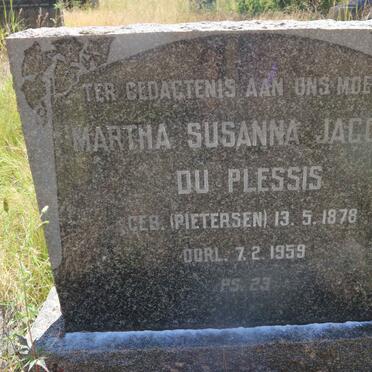 TER GEDAGTENIS AAN ONS MOE
MARTHA SUSANNA JACO
DU PLESSIS
GEB. (PIETERSEN) 13. 5. 1878
OORL. 7. 2. 1959
PS. 23